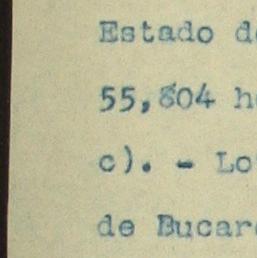 Estado d
55,804 h
c). - Lo
de Bucar